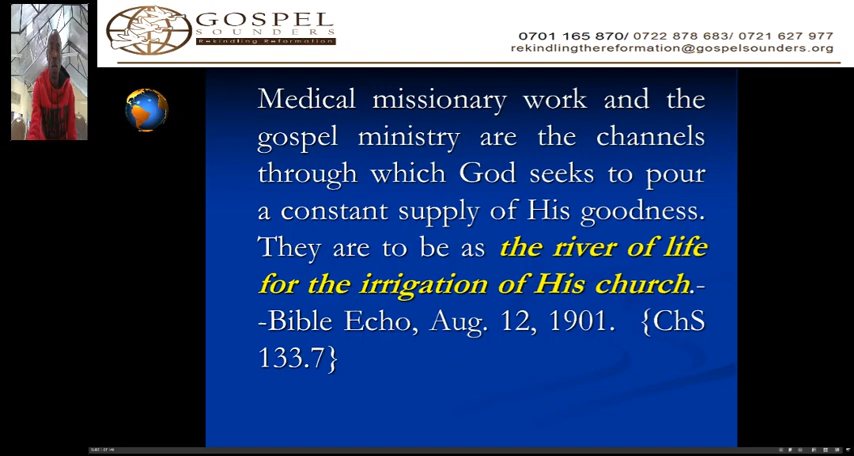 GOSPEL
SOUNDERS
Rekindling Reformation
0701 165 870/ 0722 878 683/ 0721 627 977
rekindlingthereformation@gospelsounders.org
Medical missionary work and the
gospel ministry are the channels
through which God seeks to pour
a constant supply of His goodness.
They are to be as the river of life
for the irrigation of His church.-
-Bible Echo, Aug. 12, 1901. {ChS
133.7}